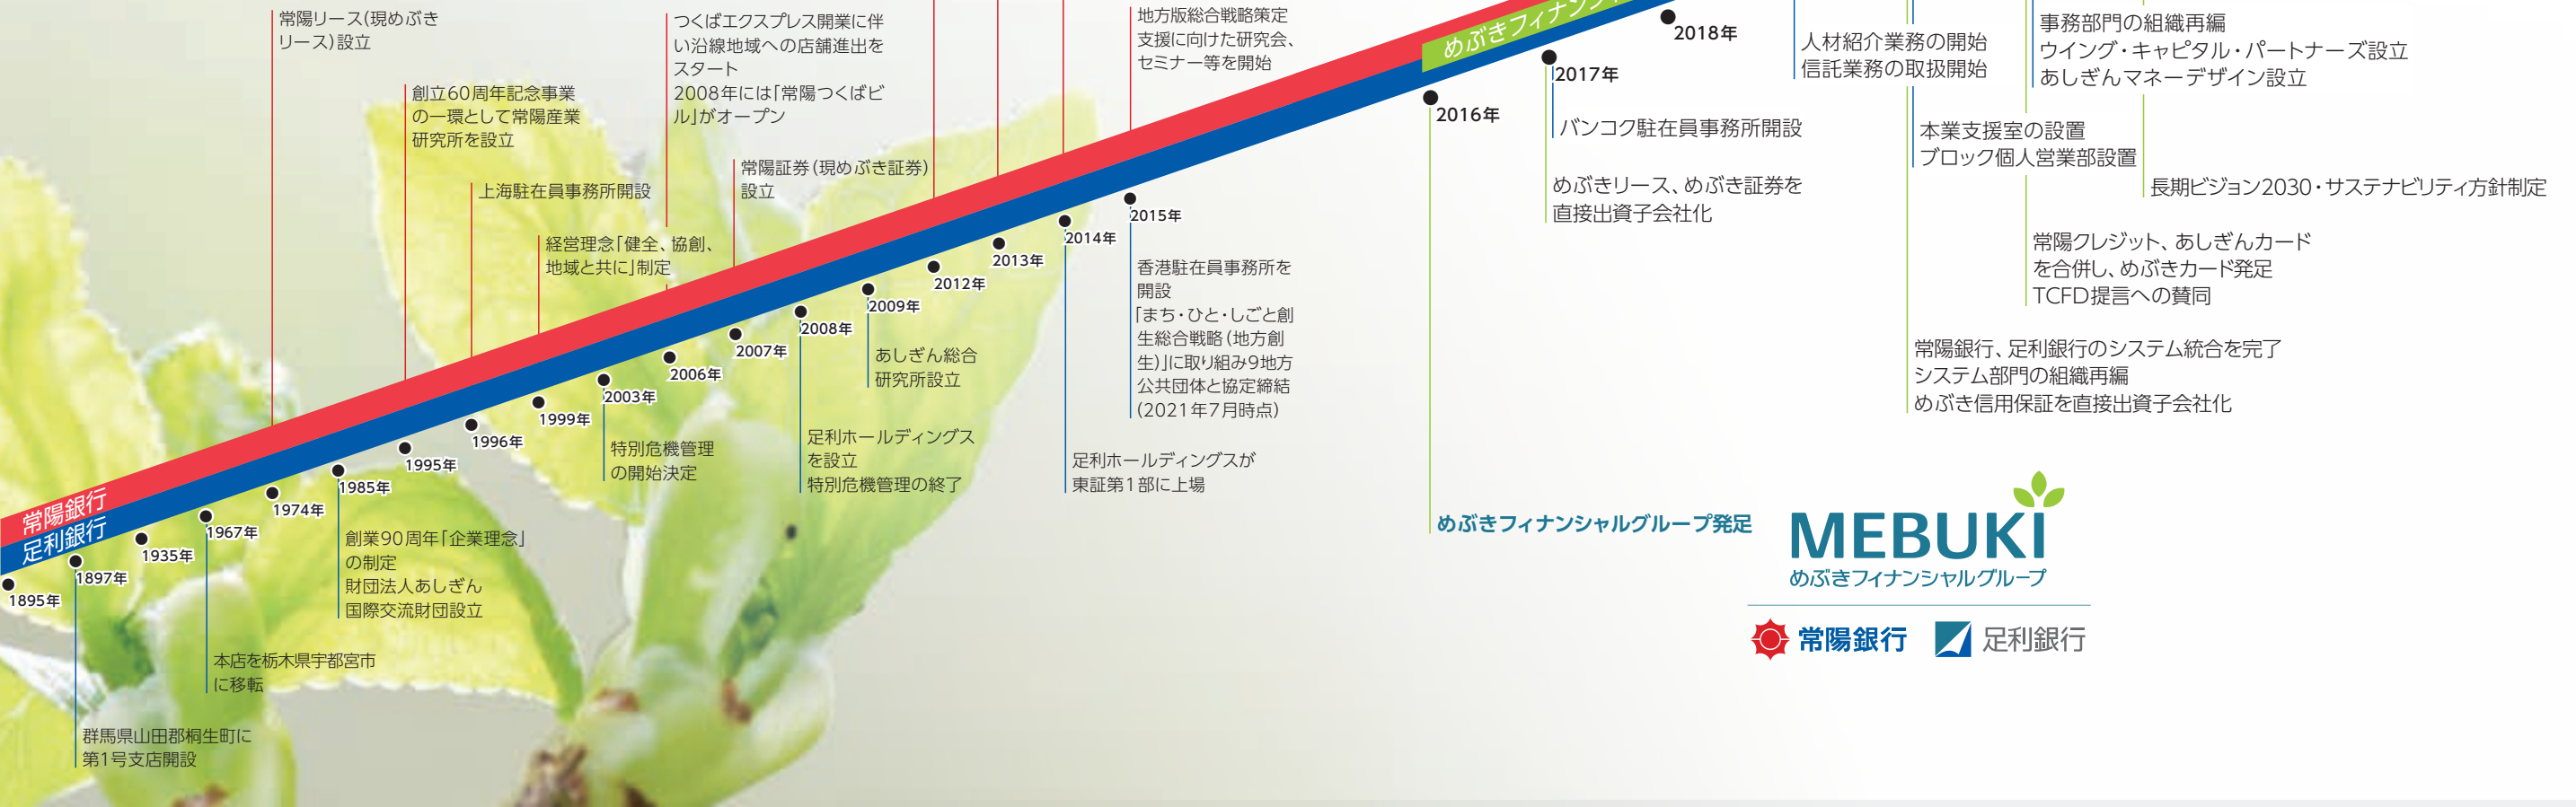 常陽リース(現めぶき
リース)設立
創立60周年記念事業
の一環として常陽産業
研究所を設立
上海駐在員事務所開設
経営理念｢健全、協創、
地域と共に｣制定
つくばエクスプレス開業に伴
い沿線地域への店舗進出を
スタート
2008年には｢常陽つくばビ
ル｣がオープン
常陽証券(現めぶき証券)
設立
地方版総合戦略策定
支援に向けた研究会、
セミナー等を開始
常陽銀行
足利銀行
めぶきフィナンシャ
1895年
1897年
1935年
1967年
1974年
1985年
1995年
1996年
1999年
2003年
2006年
2007年
2008年
2009年
2012年
2013年
2014年
2015年
2016年
2017年
2018年
群馬県山田郡桐生町に
第1号支店開設
本店を栃木県宇都宮市
に移転
創業90周年｢企業理念｣
の制定
財団法人あしぎん
国際交流財団設立
特別危機管理
の開始決定
足利ホールディングス
を設立
特別危機管理の終了
あしぎん総合
研究所設立
足利ホールディングスが
東証第1部に上場
香港駐在員事務所を
開設
｢まち・ひと・しごと創
生総合戦略(地方創
生)｣に取り組み9地方
公共団体と協定締結
(2021年7月時点)
めぶきフィナンシャルグループ発足
バンコク駐在員事務所開設
めぶきリース、めぶき証券を
直接出資子会社化
人材紹介業務の開始
信託業務の取扱開始
本業支援室の設置
ブロック個人営業部設置
常陽銀行、足利銀行のシステム統合を完了
システム部門の組織再編
めぶき信用保証を直接出資子会社化
事務部門の組織再編
ウイング・キャピタル・パートナーズ設立
あしぎんマネーデザイン設立
常陽クレジット、あしぎんカード
を合併し、めぶきカード発足
TCFD提言への賛同
長期ビジョン2030・サステナビリティ方針制定
MEBUKI
めぶきフィナンシャルグループ
常陽銀行
足利銀行